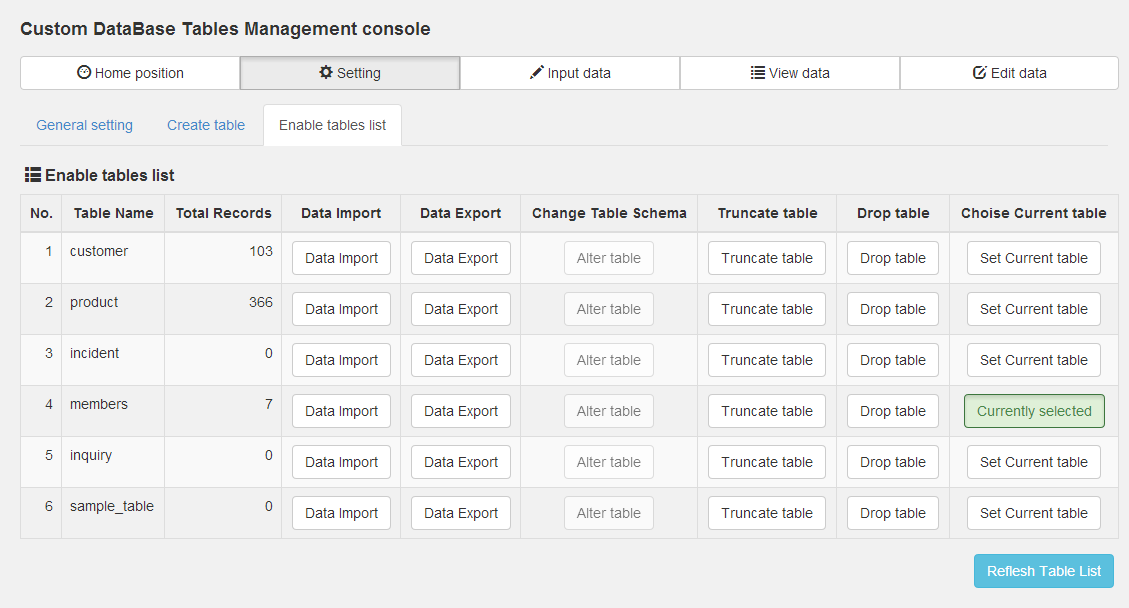 Custom DataBase Tables Management console
Home position Setting Input data View data Edit data
General setting Create table Enable tables list
Enable tables list
No. Table Name Total Records Data Import Data Export Change Table Schema Truncate table Drop table Choise Current table
1 customer 103 Data Import Data Export Alter table Truncate table Drop table Set Current table
2 product 366 Data Import Data Export Alter table Truncate table Drop table Set Current table
3 incident 0 Data Import Data Export Alter table Truncate table Drop table Set Current table
4 members 7 Data Import Data Export Alter table Truncate table Drop table Currently selected
5 inquiry 0 Data Import Data Export Alter table Truncate table Drop table Set Current table
6 sample_table 0 Data Import Data Export Alter table Truncate table Drop table Set Current table
Reflesh Table List